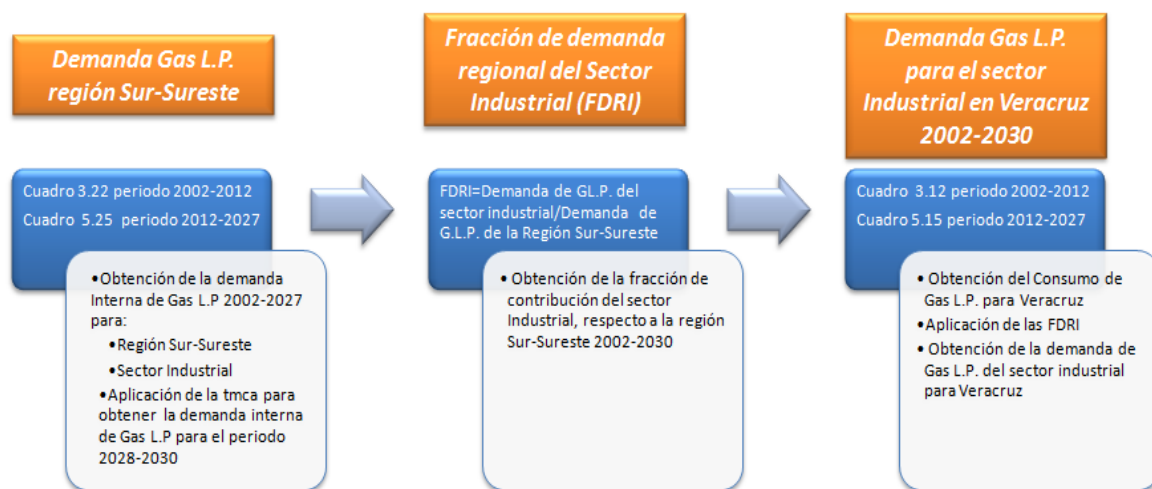 Demanda Gas L.P.
región Sur-Sureste
Cuadro 3.22 periodo 2002-2012
Cuadro 5.25 periodo 2012-2027
•Obtención de la demanda
Interna de Gas L.P 2002-2027
para:
•Región Sur-Sureste
•Sector Industrial
•Aplicación de la tmca para
obtener la demanda interna
de Gas L.P para el periodo
2028-2030
Fracción de demanda
regional del Sector
Industrial (FDRI)
FDRI=Demanda de GL.P. del
sector industrial/Demanda de
G.L.P. de la Región Sur-Sureste
• Obtención de la fracción de
contribución del sector
Industrial, respecto a la región
Sur-Sureste 2002-2030
Demanda Gas L.P.
para el sector
Industrial en Veracruz
2002-2030
Cuadro 3.12 periodo 2002-2012
Cuadro 5.15 periodo 2012-2027
• Obtención del Consumo de
Gas L.P. para Veracruz
•Aplicación de las FDRI
• Obtención de la demanda de
Gas L.P. del sector industrial
para Veracruz